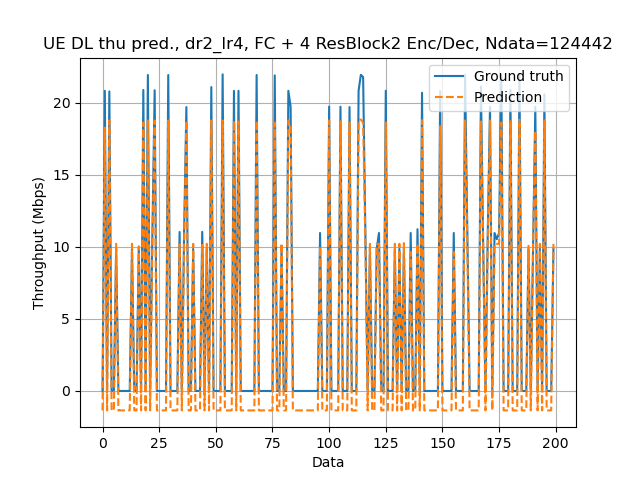 UE DL thu pred., dr2_lr4, FC + 4 ResBlock2 Enc/Dec, Ndata=124442
Ground truth
Prediction
Throughput (Mbps)
20
15
10
5
0
0 25 50 75 100 125 150 175 200
Data